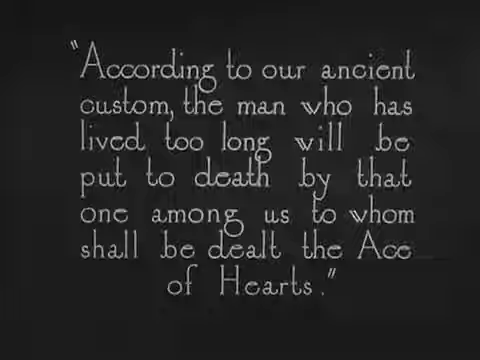 "According to our ancient
custom, the man who has
lived too long will be
put to death by that
one among us to whom
shall be dealt the Ace
of Hearts."